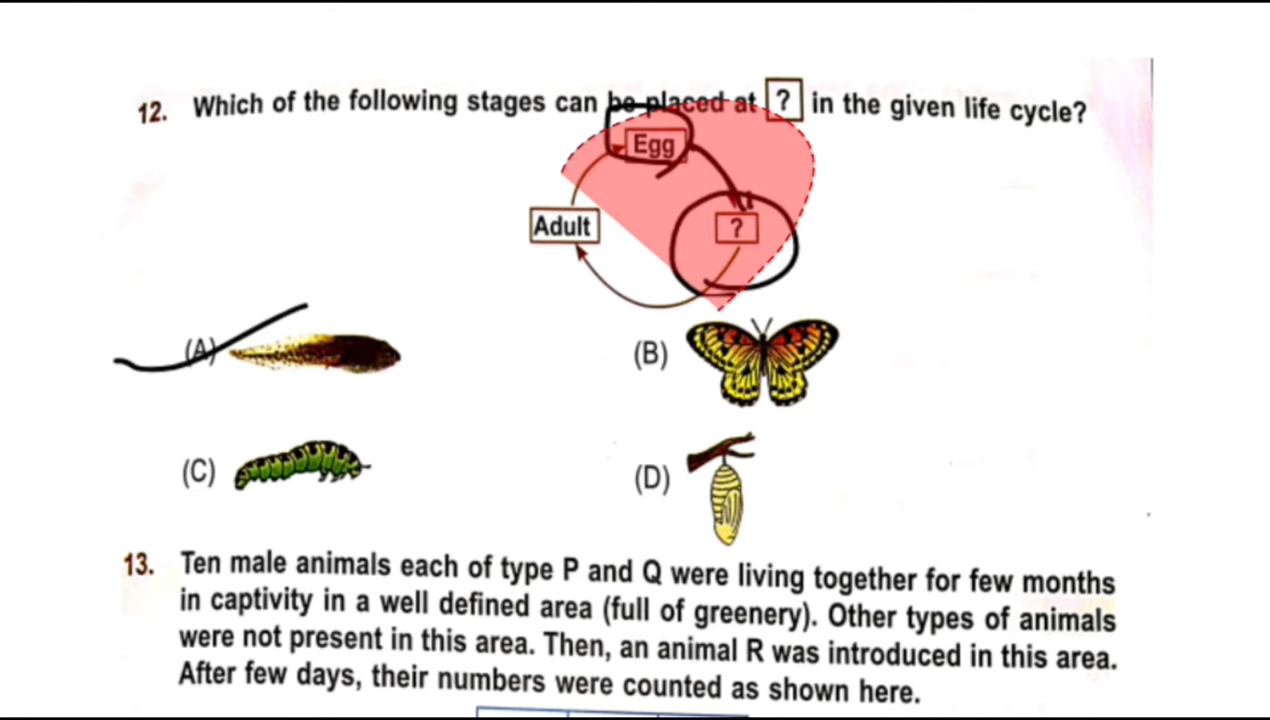 12. Which of the following stages can be placed at ? in the given life cycle?
Egg
Adult
?
(A)
(B)
(C)
(D)
13. Ten male animals each of type P and Q were living together for few months
in captivity in a well defined area (full of greenery). Other types of animals
were not present in this area. Then, an animal R was introduced in this area.
After few days, their numbers were counted as shown here.